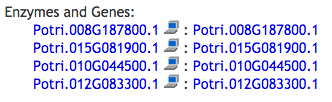 Enzymes and Genes:
Potri.008G187800.1 : Potri.008G187800.1
Potri.015G081900.1 : Potri.015G081900.1
Potri.010G044500.1 : Potri.010G044500.1
Potri.012G083300.1 : Potri.012G083300.1